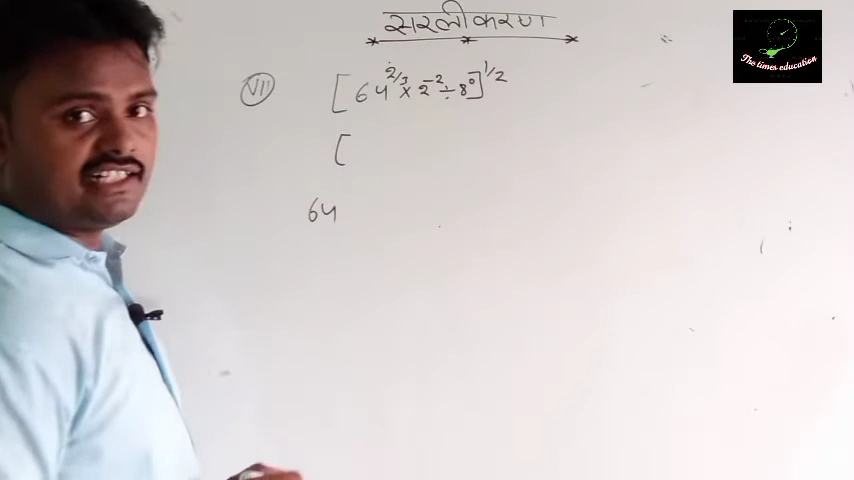 सरलीकरण
The times education
VII [64^2/3 × 2^-2 ÷ 8^0]^1/2
[
64